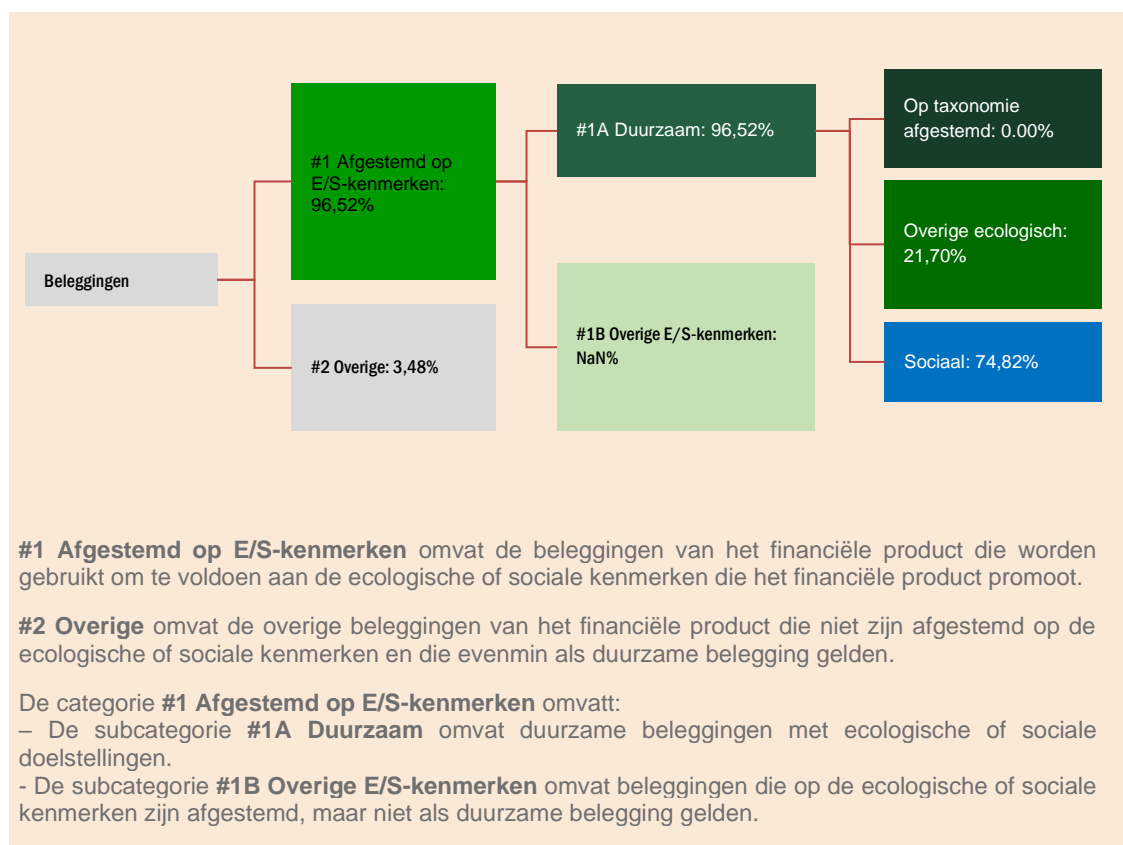 Beleggingen
#1 Afgestemd op
E/S-kenmerken:
96,52%
#2 Overige: 3,48%
#1A Duurzaam: 96,52%
#1B Overige E/S-kenmerken:
NaN%
Op taxonomie
afgestemd: 0.00%
Overige ecologisch:
21,70%
Sociaal: 74,82%
#1 Afgestemd op E/S-kenmerken omvat de beleggingen van het financiële product die worden
gebruikt om te voldoen aan de ecologische of sociale kenmerken die het financiële product promoot.
#2 Overige omvat de overige beleggingen van het financiële product die niet zijn afgestemd op de
ecologische of sociale kenmerken en die evenmin als duurzame belegging gelden.
De categorie #1 Afgestemd op E/S-kenmerken omvatt:
– De subcategorie #1A Duurzaam omvat duurzame beleggingen met ecologische of sociale
doelstellingen.
- De subcategorie #1B Overige E/S-kenmerken omvat beleggingen die op de ecologische of sociale
kenmerken zijn afgestemd, maar niet als duurzame belegging gelden.